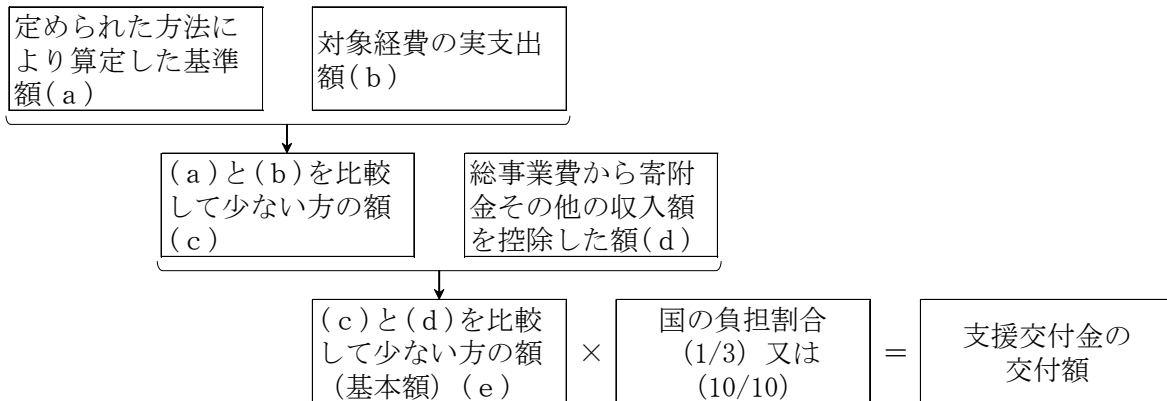 定められた方法に
より算定した基準
額(ａ)
対象経費の実支出
額(ｂ)
(ａ)と(ｂ)を比較
して少ない方の額
(ｃ)
総事業費から寄附
金その他の収入額
を控除した額(ｄ)
(ｃ)と(ｄ)を比較
して少ない方の額
(基本額)(ｅ)
×
国の負担割合
(1/3) 又は
(10/10)
＝
支援交付金の
交付額